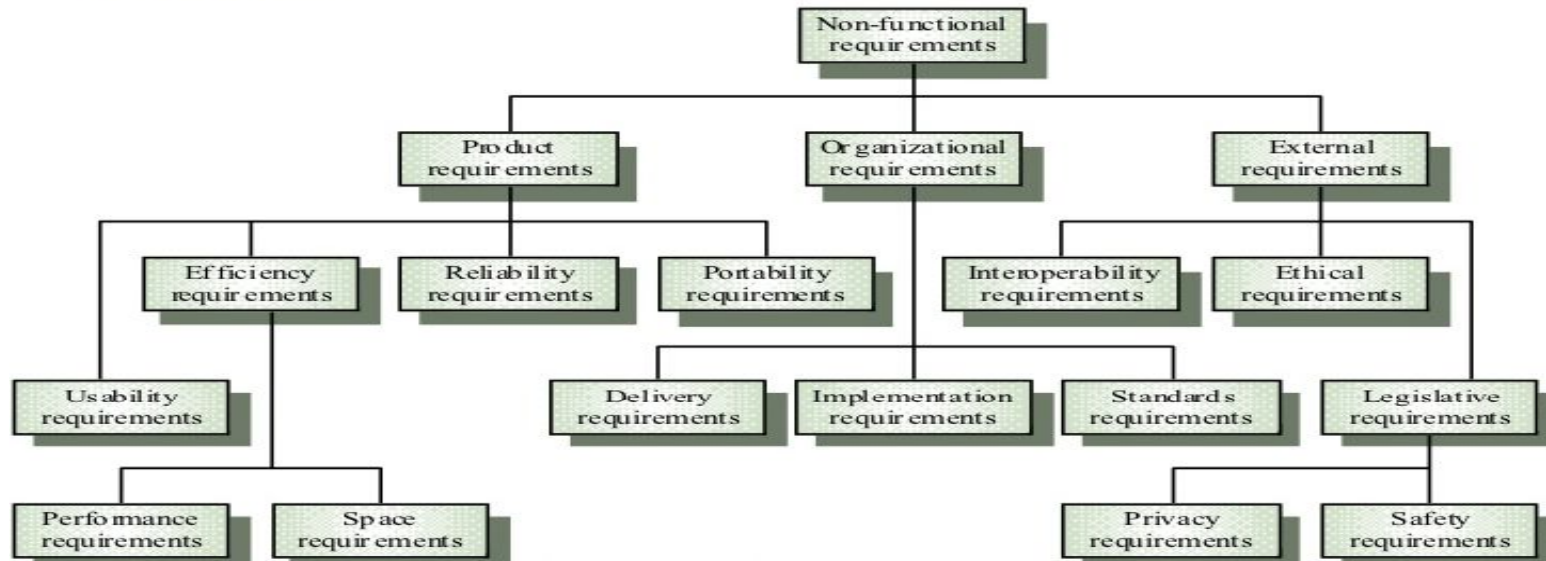 Non-functional
requirements
Product
requirements
Organizational
requirements
External
requirements
Efficiency
requirements
Reliability
requirements
Portability
requirements
Interoperability
requirements
Ethical
requirements
Usability
requirements
Delivery
requirements
Implementation
requirements
Standards
requirements
Legislative
requirements
Performance
requirements
Space
requirements
Privacy
requirements
Safety
requirements